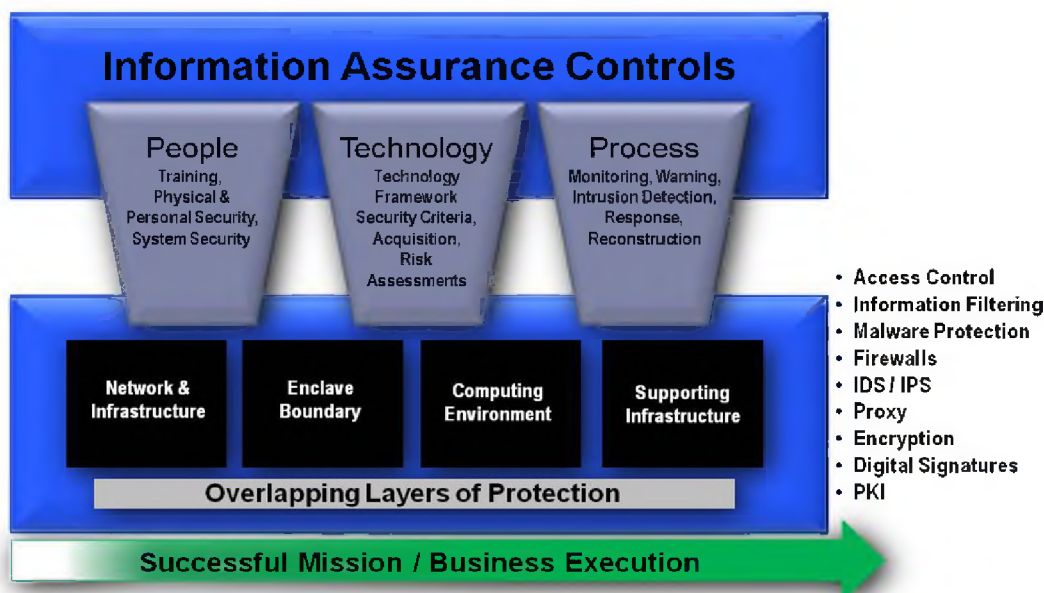 Information Assurance Controls
People
Training,
Physical &
Personal Security,
System Security
Technology
Technology
Framework
Security Criteria,
Acquisition,
Risk
Assessments
Process
Monitoring, Warning,
Intrusion Detection,
Response,
Reconstruction
Network &
Infrastructure
Enclave
Boundary
Computing
Environment
Supporting
Infrastructure
Overlapping Layers of Protection
• Access Control
• Information Filtering
• Malware Protection
• Firewalls
• IDS / IPS
• Proxy
• Encryption
• Digital Signatures
• PKI
Successful Mission / Business Execution